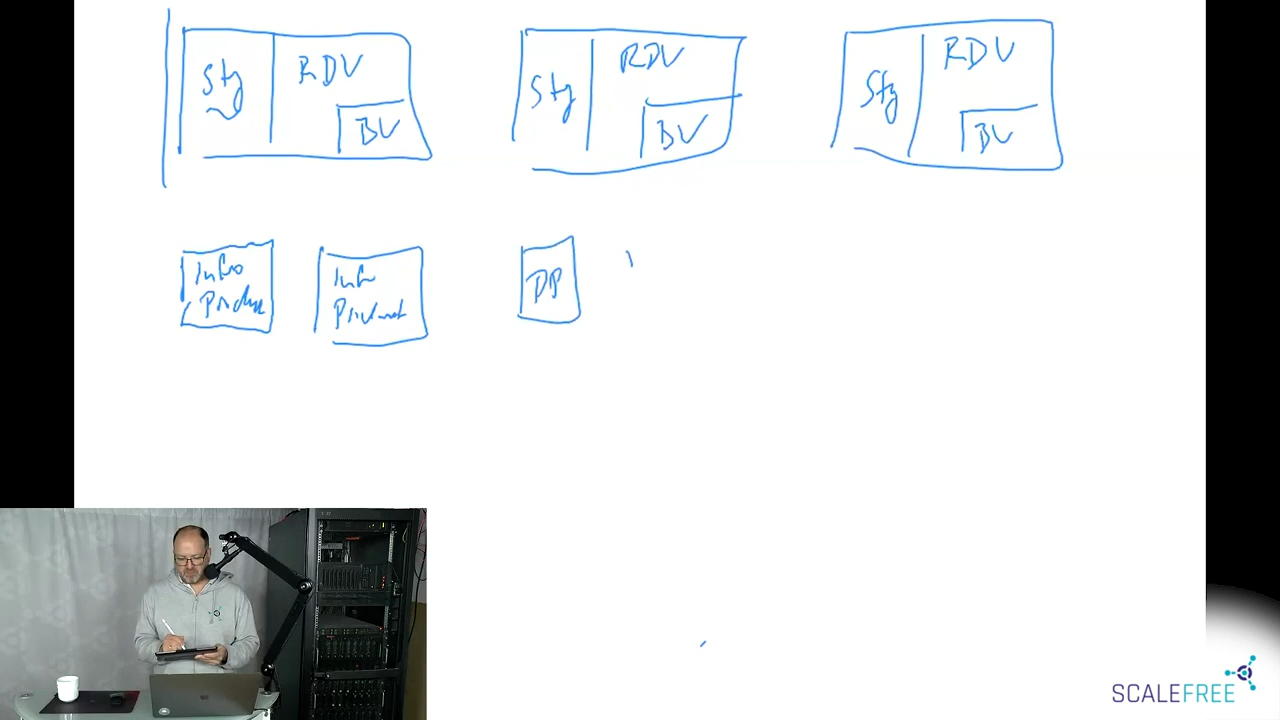 Stg
RDV
BV
Stg
RDV
BV
Stg
RDV
BV
Info
Product
Info
Product
DP
SCALEFREE